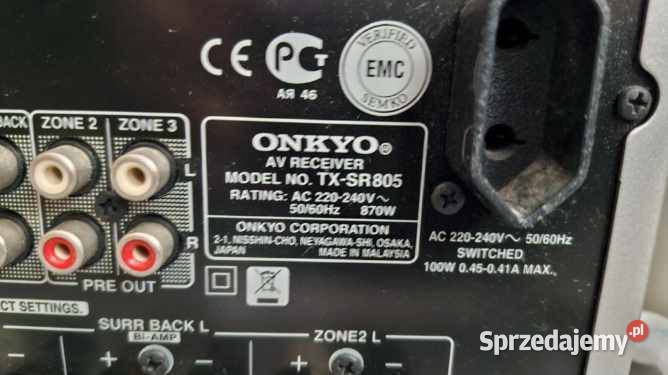 CE PCT
АЯ 46
VERIFIED
EMC
SEMKO
BACK
ZONE 2
ZONE 3
L
R
PRE OUT
ONKYO®
AV RECEIVER
MODEL NO. TX-SR805
RATING: AC 220-240V~
50/60Hz 870W
ONKYO CORPORATION
2-1, NISSHIN-CHO, NEYAGAWA-SHI, OSAKA,
JAPAN MADE IN MALAYSIA
AC 220-240V~ 50/60Hz
SWITCHED
100W 0.45-0.41A MAX.,
CT SETTINGS.
SURR BACK L
Bi-AMP
ZONE2 L
− + − + −
Sprzedajemy.pl